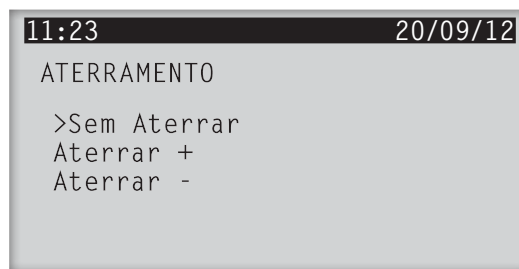 11:23 20/09/12
ATERRAMENTO
>Sem Aterrar
Aterrar +
Aterrar -